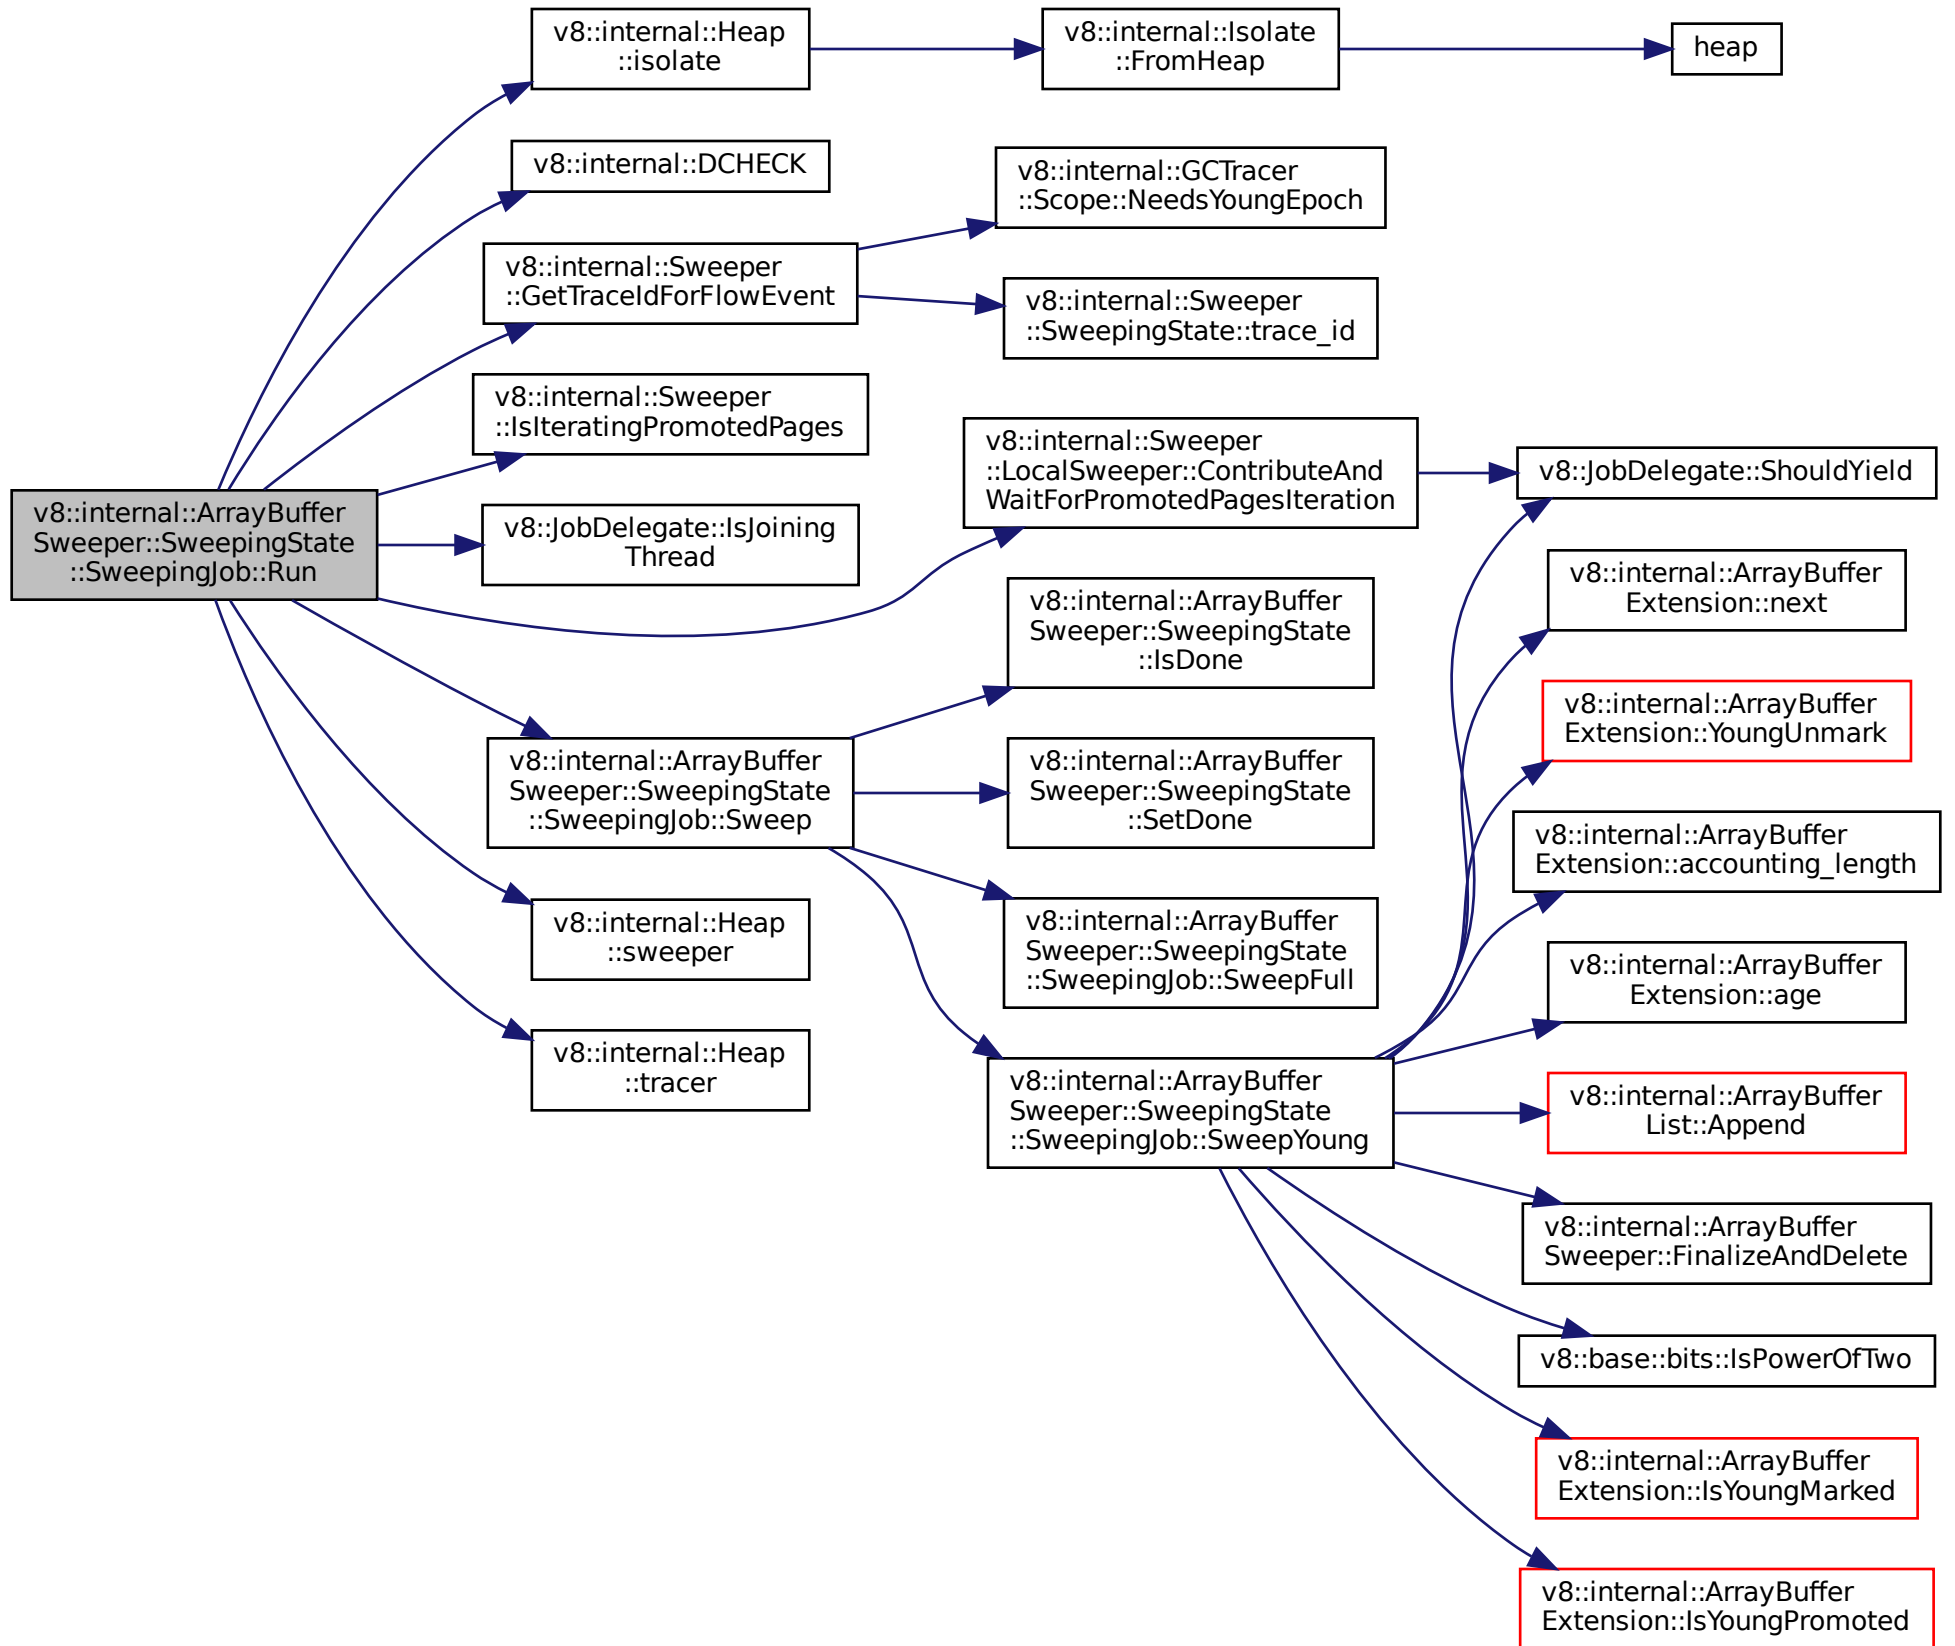 v8::internal::Heap
::isolate
v8::internal::Isolate
::FromHeap
heap
v8::internal::DCHECK
v8::internal::GCTracer
::Scope::NeedsYoungEpoch
v8::internal::Sweeper
::GetTraceIdForFlowEvent
v8::internal::Sweeper
::SweepingState::trace_id
v8::internal::Sweeper
::IsIteratingPromotedPages
v8::internal::Sweeper
::LocalSweeper::ContributeAnd
WaitForPromotedPagesIteration
v8::JobDelegate::ShouldYield
v8::internal::ArrayBuffer
Sweeper::SweepingState
::SweepingJob::Run
v8::JobDelegate::IsJoining
Thread
v8::internal::ArrayBuffer
Extension::next
v8::internal::ArrayBuffer
Sweeper::SweepingState
::IsDone
v8::internal::ArrayBuffer
Extension::YoungUnmark
v8::internal::ArrayBuffer
Sweeper::SweepingState
::SweepingJob::Sweep
v8::internal::ArrayBuffer
Sweeper::SweepingState
::SetDone
v8::internal::ArrayBuffer
Extension::accounting_length
v8::internal::Heap
::sweeper
v8::internal::ArrayBuffer
Sweeper::SweepingState
::SweepingJob::SweepFull
v8::internal::ArrayBuffer
Extension::age
v8::internal::Heap
::tracer
v8::internal::ArrayBuffer
Sweeper::SweepingState
::SweepingJob::SweepYoung
v8::internal::ArrayBuffer
List::Append
v8::internal::ArrayBuffer
Sweeper::FinalizeAndDelete
v8::base::bits::IsPowerOfTwo
v8::internal::ArrayBuffer
Extension::IsYoungMarked
v8::internal::ArrayBuffer
Extension::IsYoungPromoted